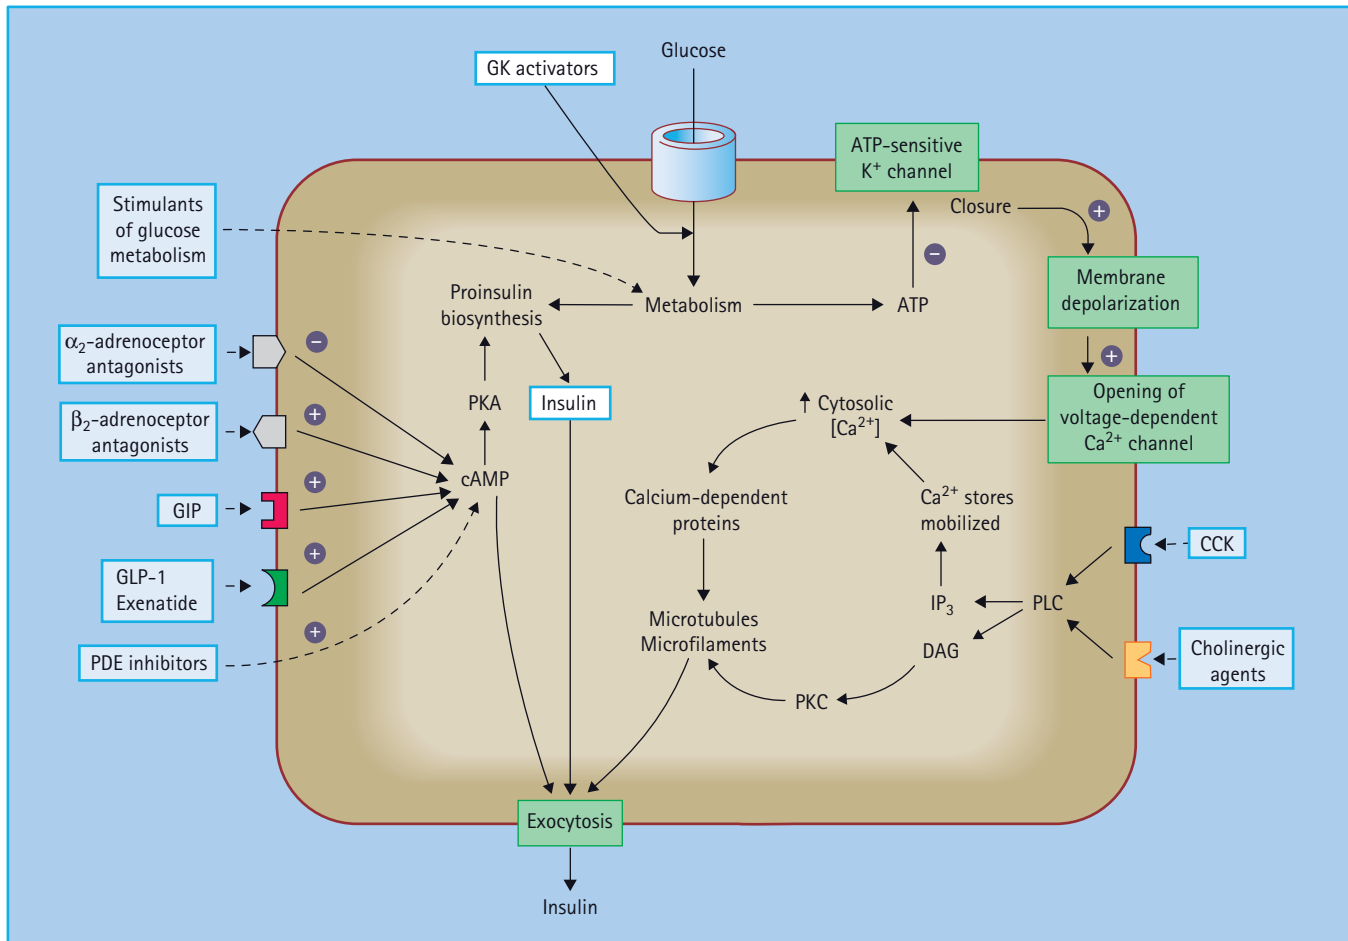 Glucose
GK activators
ATP-sensitive
K⁺ channel
Closure
+
Stimulants
of glucose
metabolism
−
Membrane
depolarization
Proinsulin
biosynthesis
Metabolism
ATP
α₂-adrenoceptor
antagonists
−
+
Opening of
voltage-dependent
Ca²⁺ channel
PKA
Insulin
Cytosolic
[Ca²⁺]
β₂-adrenoceptor
antagonists
+
cAMP
+
GIP
Calcium-dependent
proteins
Ca²⁺ stores
mobilized
CCK
+
GLP-1
Exenatide
IP₃
PLC
Microtubules
Microfilaments
DAG
+
PDE inhibitors
Cholinergic
agents
PKC
Exocytosis
Insulin